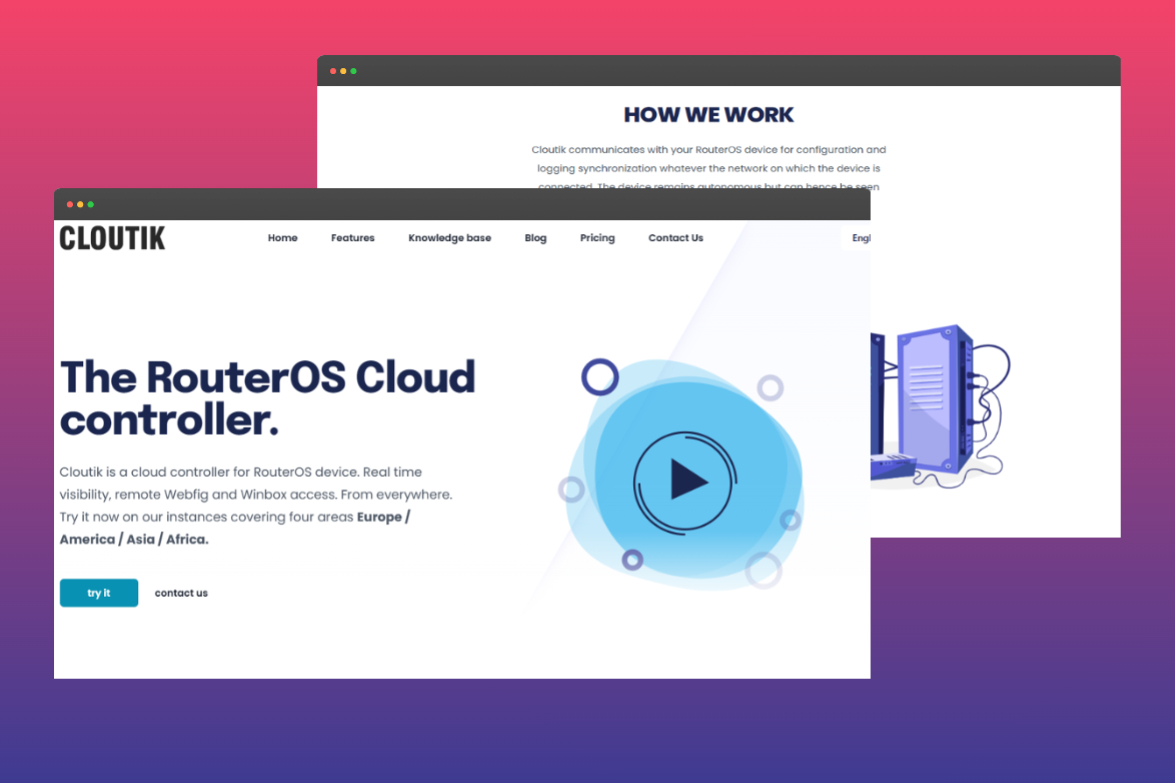 HOW WE WORK
Cloutik communicates with your RouterOS device for configuration and
logging synchronization whatever the network on which the device is
connected. The device remains autonomous but can hence be seen
CLOUTIK
Home Features Knowledge base Blog Pricing Contact Us Engl
The RouterOS Cloud
controller.
Cloutik is a cloud controller for RouterOS device. Real time
visibility, remote Webfig and Winbox access. From everywhere.
Try it now on our instances covering four areas Europe /
America / Asia / Africa.
try it contact us